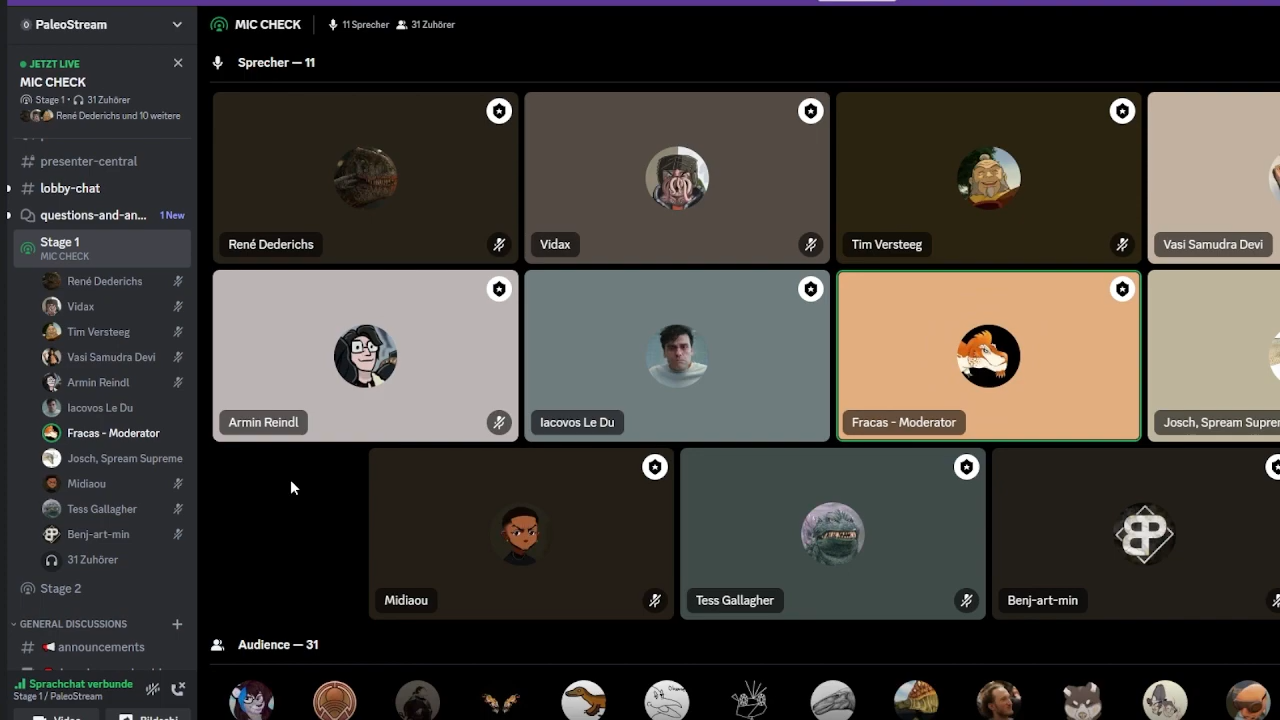 PaleoStream
JETZT LIVE
MIC CHECK
Stage 1 • 31 Zuhörer
René Dederichs und 10 weitere
presenter-central
lobby-chat
questions-and-an... 1 New
Stage 1
MIC CHECK
René Dederichs
Vidax
Tim Versteeg
Vasi Samudra Devi
Armin Reindl
Iacovos Le Du
Fracas - Moderator
Josch, Spream Supreme
Midiaou
Tess Gallagher
Benj-art-min
31 Zuhörer
Stage 2
GENERAL DISCUSSIONS
announcements
Sprachchat verbunde
Stage 1 / PaleoStream
Video
Bildschi
MIC CHECK 11 Sprecher 31 Zuhörer
Sprecher — 11
René Dederichs
Vidax
Tim Versteeg
Vasi Samudra Devi
Armin Reindl
Iacovos Le Du
Fracas - Moderator
Josch, Spream Suprem
Midiaou
Tess Gallagher
Benj-art-min
Audience — 31